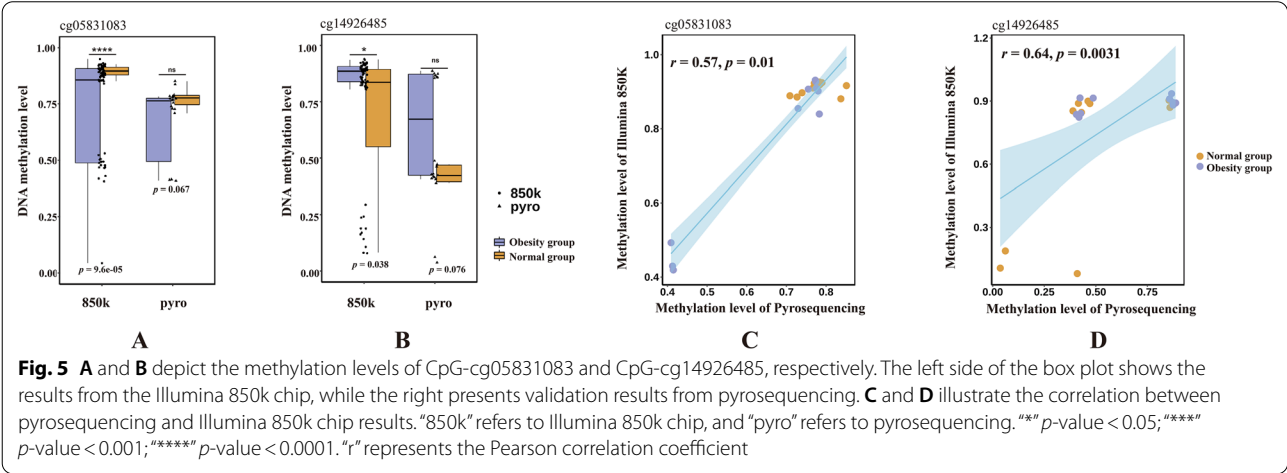 cg05831083
DNA methylation level
1.00
0.75
0.50
0.25
0.00
****
ns
p = 9.6e-05
p = 0.067
850k
pyro
A
cg14926485
DNA methylation level
1.00
0.75
0.50
0.25
0.00
*
ns
p = 0.038
p = 0.076
850k
pyro
850k
pyro
Obesity group
Normal group
B
cg05831083
Methylation level of Illumina 850K
1.0
0.8
0.6
0.4
r = 0.57, p = 0.01
0.4
0.5
0.6
0.7
0.8
Methylation level of Pyrosequencing
C
cg14926485
Methylation level of Illumina 850K
1.2
0.9
0.6
0.3
r = 0.64, p = 0.0031
0.00
0.25
0.50
0.75
Methylation level of Pyrosequencing
Normal group
Obesity group
D
Fig. 5 A and B depict the methylation levels of CpG-cg05831083 and CpG-cg14926485, respectively. The left side of the box plot shows the
results from the Illumina 850k chip, while the right presents validation results from pyrosequencing. C and D illustrate the correlation between
pyrosequencing and Illumina 850k chip results. “850k” refers to Illumina 850k chip, and “pyro” refers to pyrosequencing. “*” p-value < 0.05; “***”
p-value < 0.001; “****” p-value < 0.0001. “r” represents the Pearson correlation coefficient